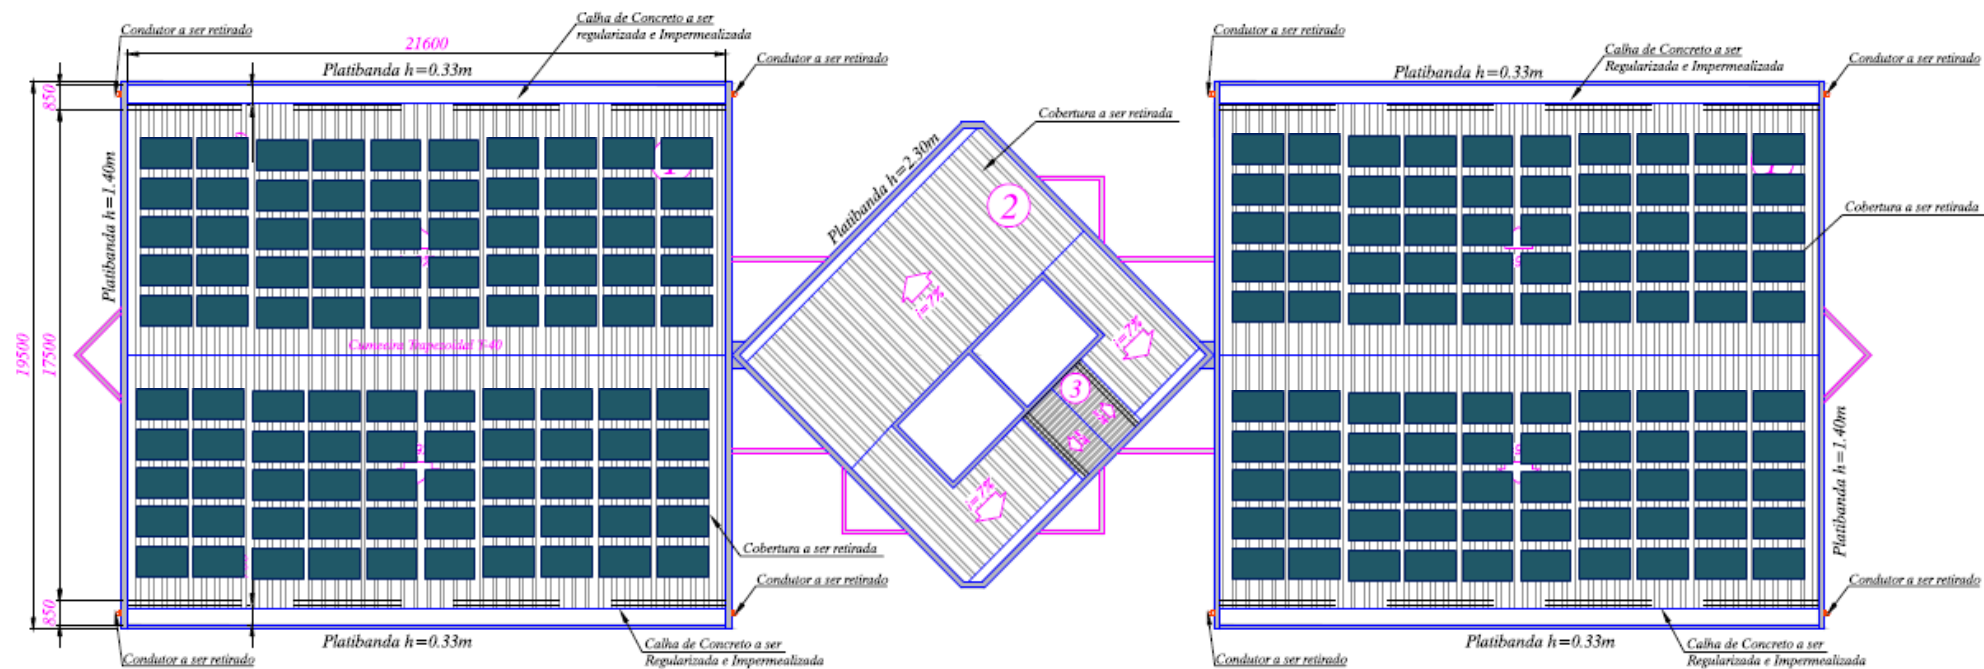 Condutor a ser retirado
21600
Calha de Concreto a ser
regularizada e Impermealizada
Condutor a ser retirado
Platibanda h=0.33m
850
Platibanda h=1.40m
19500
17500
Cumeeira Trapezoidal T-40
Cobertura a ser retirada
Condutor a ser retirado
850
Condutor a ser retirado
Platibanda h=0.33m
Calha de Concreto a ser
Regularizada e Impermealizada
Platibanda h=2.30m
Cobertura a ser retirada
2
i=7%
i=7%
3
i=7%
Condutor a ser retirado
Platibanda h=0.33m
Calha de Concreto a ser
Regularizada e Impermealizada
Condutor a ser retirado
Cobertura a ser retirada
Platibanda h=1.40m
Condutor a ser retirado
Condutor a ser retirado
Platibanda h=0.33m
Calha de Concreto a ser
Regularizada e Impermealizada